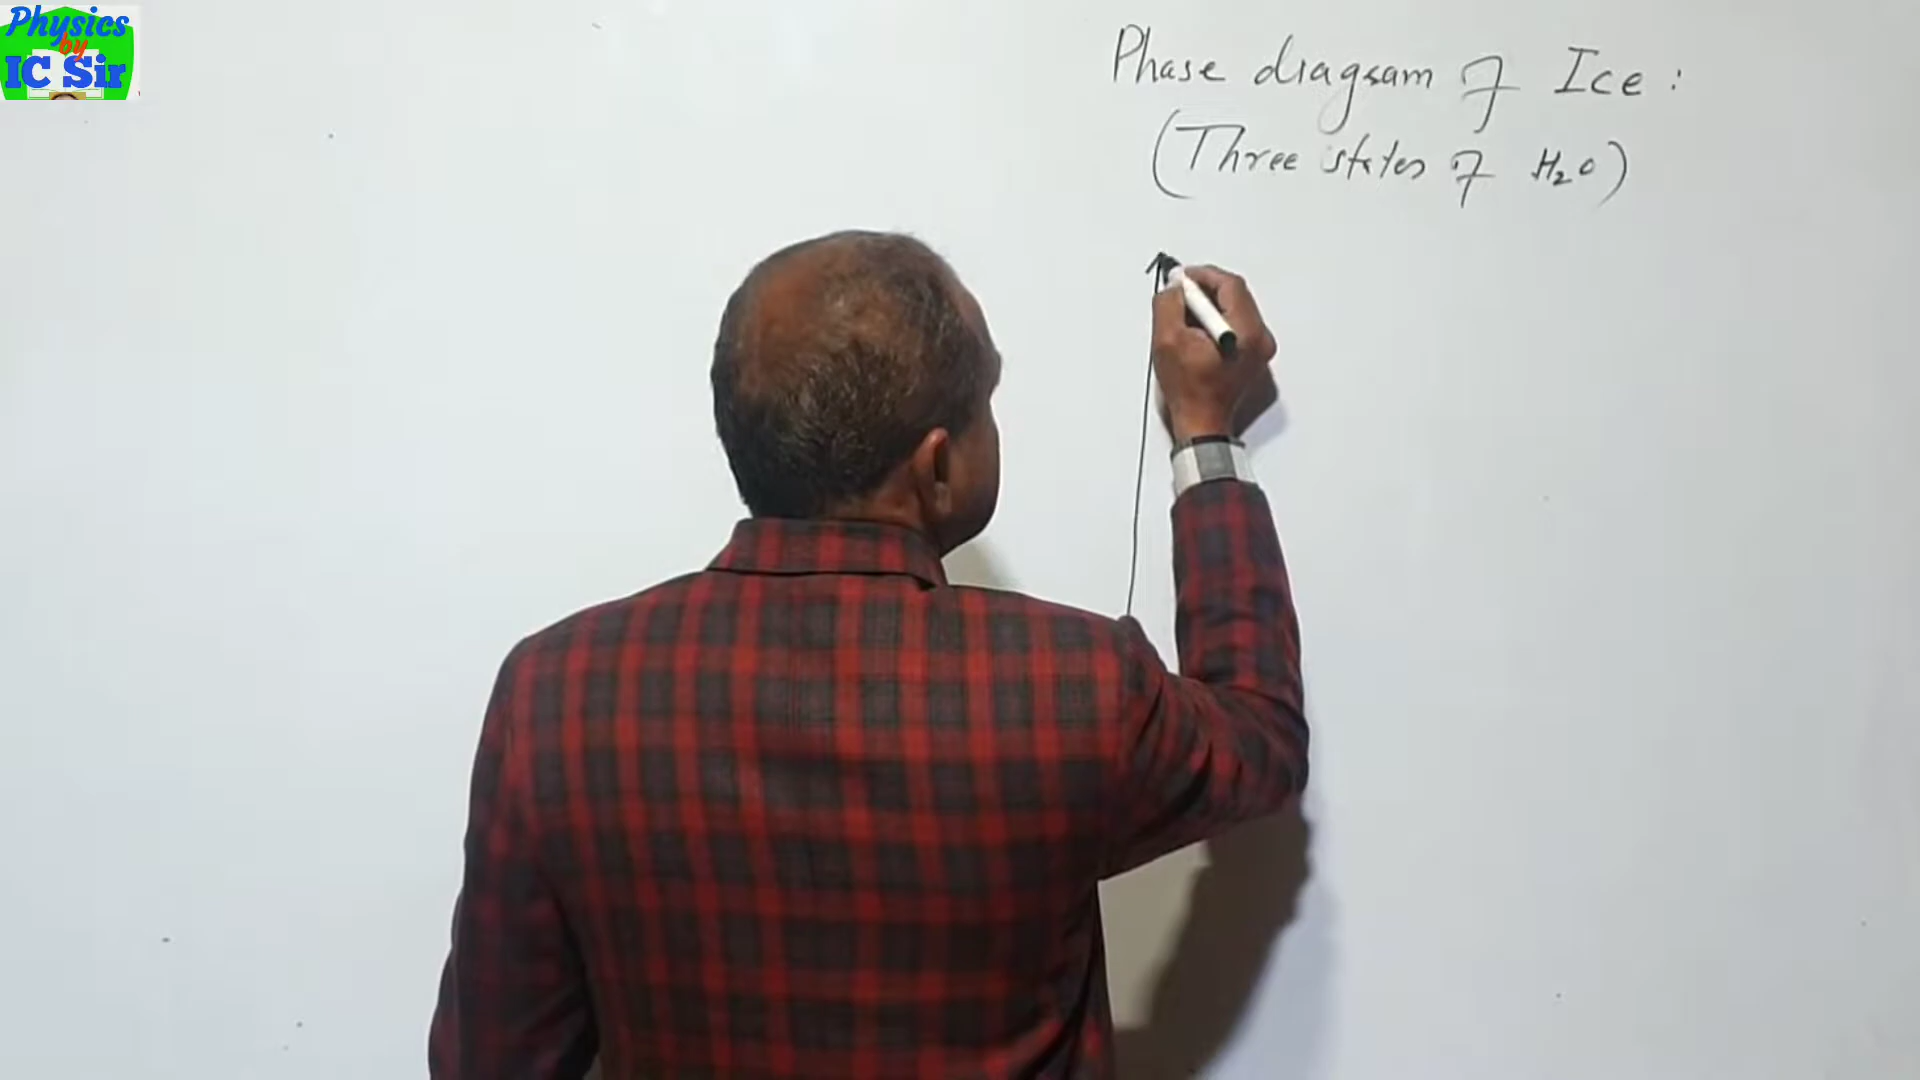 Physics
by
IC Sir
Phase diagram of Ice :
(Three states of H₂O)